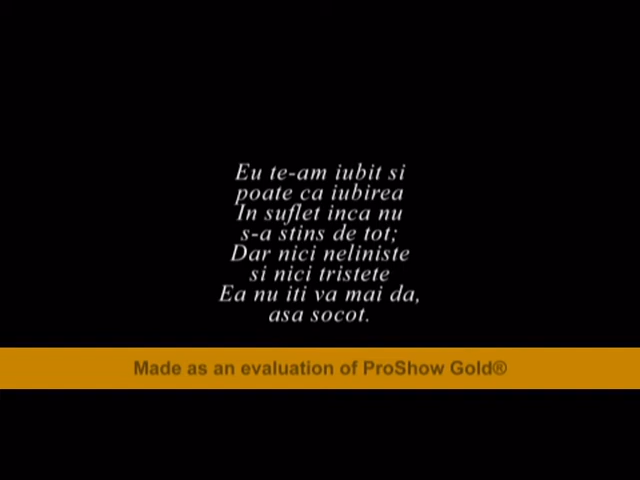 Eu te-am iubit si
poate ca iubirea
In suflet inca nu
s-a stins de tot;
Dar nici neliniste
si nici tristete
Ea nu iti va mai da,
asa socot.
Made as an evaluation of ProShow Gold®